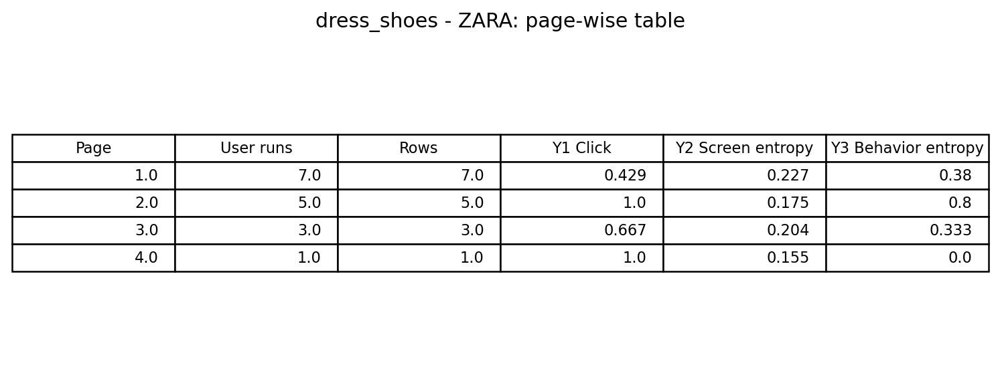 dress_shoes - ZARA: page-wise table
Page User runs Rows Y1 Click Y2 Screen entropy Y3 Behavior entropy
1.0 7.0 7.0 0.429 0.227 0.38
2.0 5.0 5.0 1.0 0.175 0.8
3.0 3.0 3.0 0.667 0.204 0.333
4.0 1.0 1.0 1.0 0.155 0.0